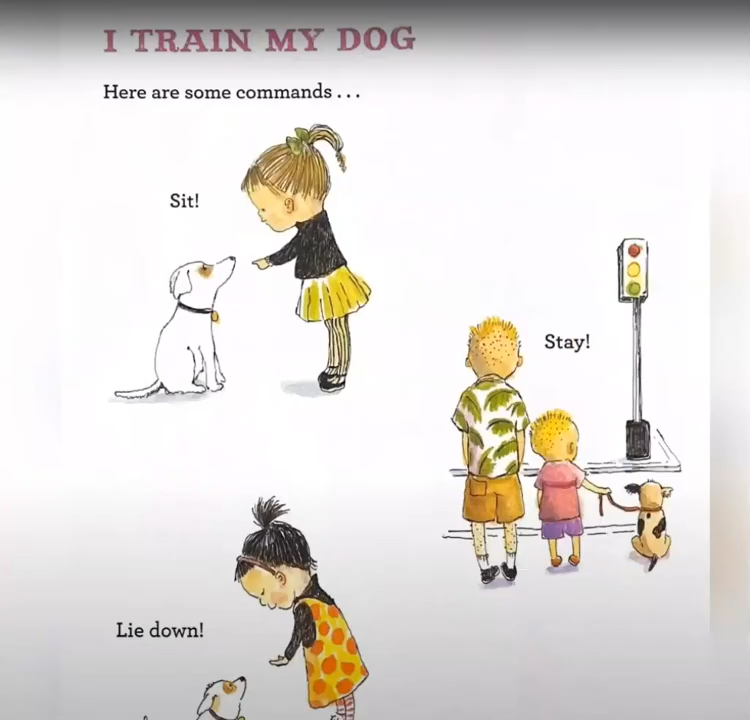 I TRAIN MY DOG
Here are some commands . . .
Sit!
Stay!
Lie down!